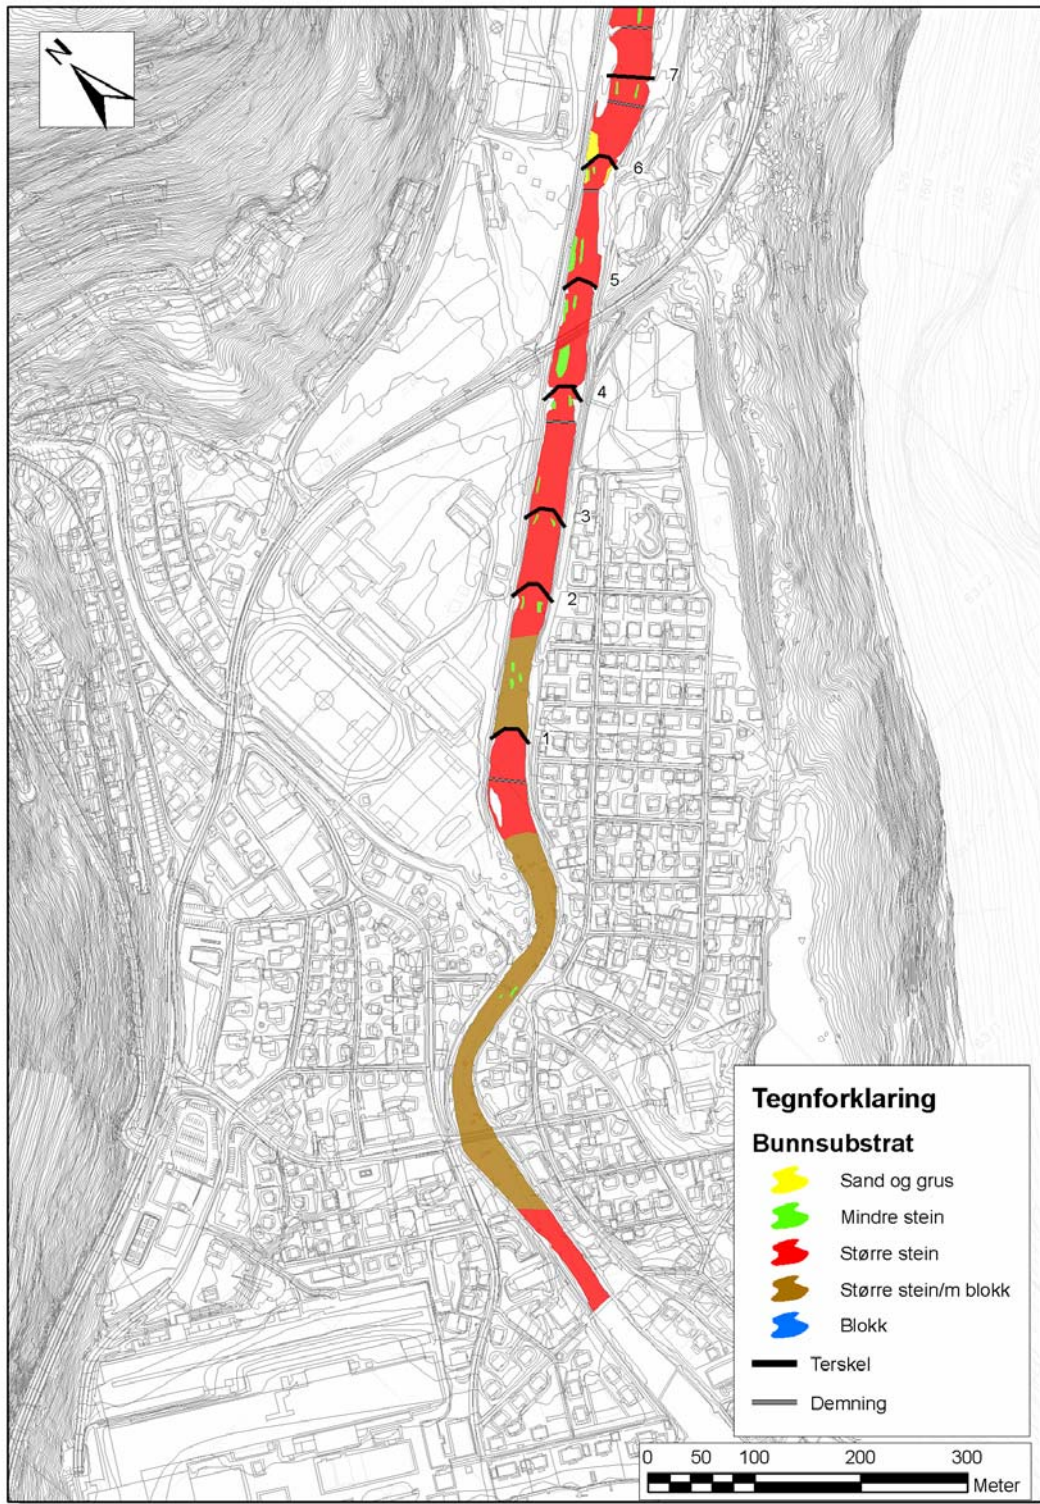 N
7
6
5
4
3
2
1
Tegnforklaring
Bunnsubstrat
Sand og grus
Mindre stein
Større stein
Større stein/m blokk
Blokk
Terskel
Demning
0 50 100 200 300
Meter